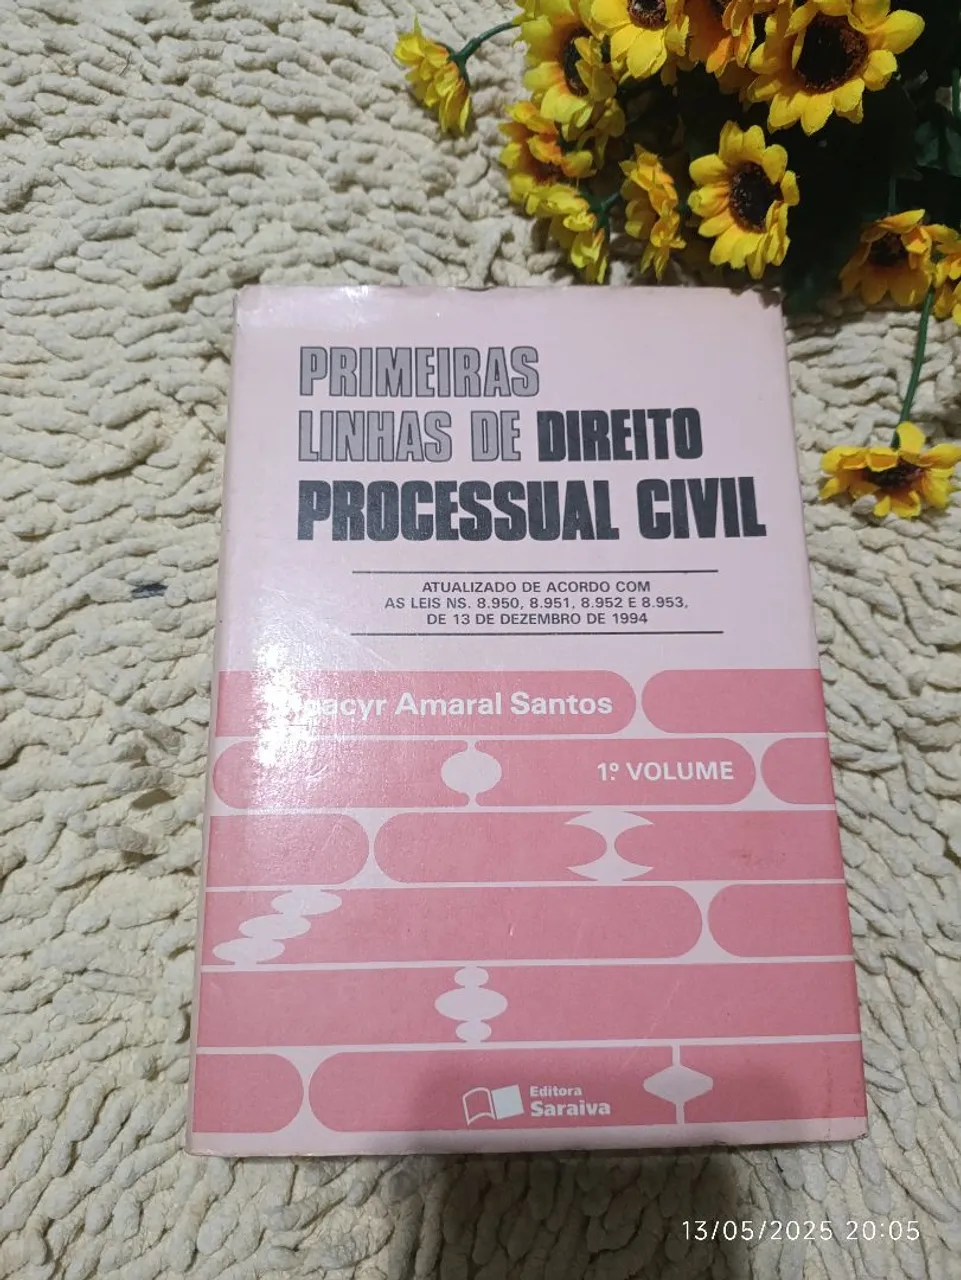 PRIMEIRAS
LINHAS DE DIREITO
PROCESSUAL CIVIL
ATUALIZADO DE ACORDO COM
AS LEIS NS. 8.950, 8.951, 8.952 E 8.953,
DE 13 DE DEZEMBRO DE 1994
Amaral Santos
1º VOLUME
Editora
Saraiva
13/05/2025 20:05